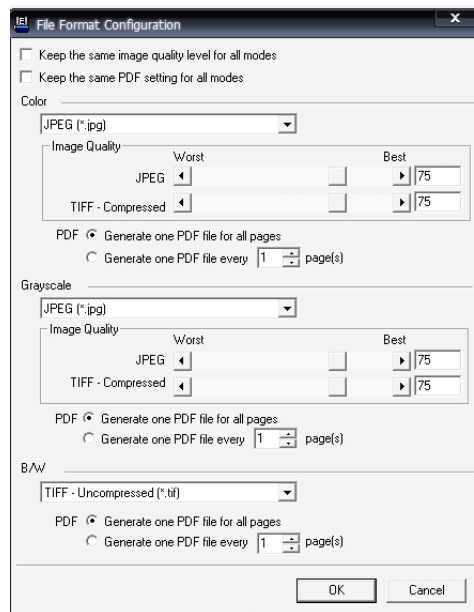 File Format Configuration
Keep the same image quality level for all modes
Keep the same PDF setting for all modes
Color
JPEG (*.jpg)
Image Quality
Worst Best
JPEG 75
TIFF - Compressed 75
PDF Generate one PDF file for all pages
Generate one PDF file every 1 page(s)
Grayscale
JPEG (*.jpg)
Image Quality
Worst Best
JPEG 75
TIFF - Compressed 75
PDF Generate one PDF file for all pages
Generate one PDF file every 1 page(s)
B/W
TIFF - Uncompressed (*.tif)
PDF Generate one PDF file for all pages
Generate one PDF file every 1 page(s)
OK Cancel